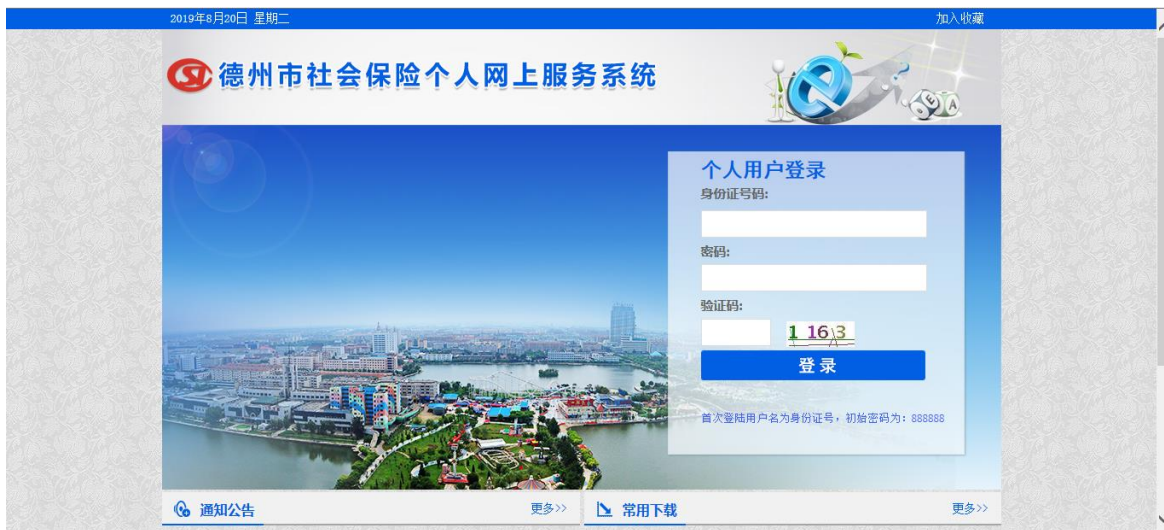 2019年8月20日 星期二 加入收藏
德州市社会保险个人网上服务系统
个人用户登录
身份证号码:
密码:
验证码:
1 16 3
登录
首次登陆用户名为身份证号，初始密码为: 888888
通知公告 更多>> 常用下载 更多>>